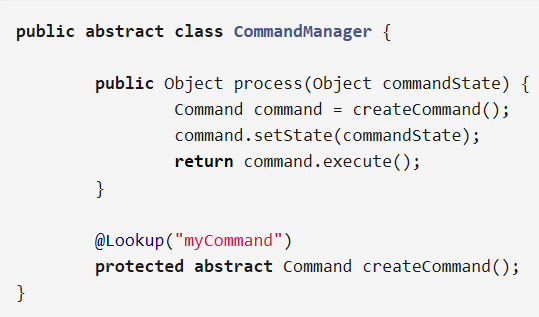 public abstract class CommandManager {
public Object process(Object commandState) {
Command command = createCommand();
command.setState(commandState);
return command.execute();
}
@Lookup("myCommand")
protected abstract Command createCommand();
}